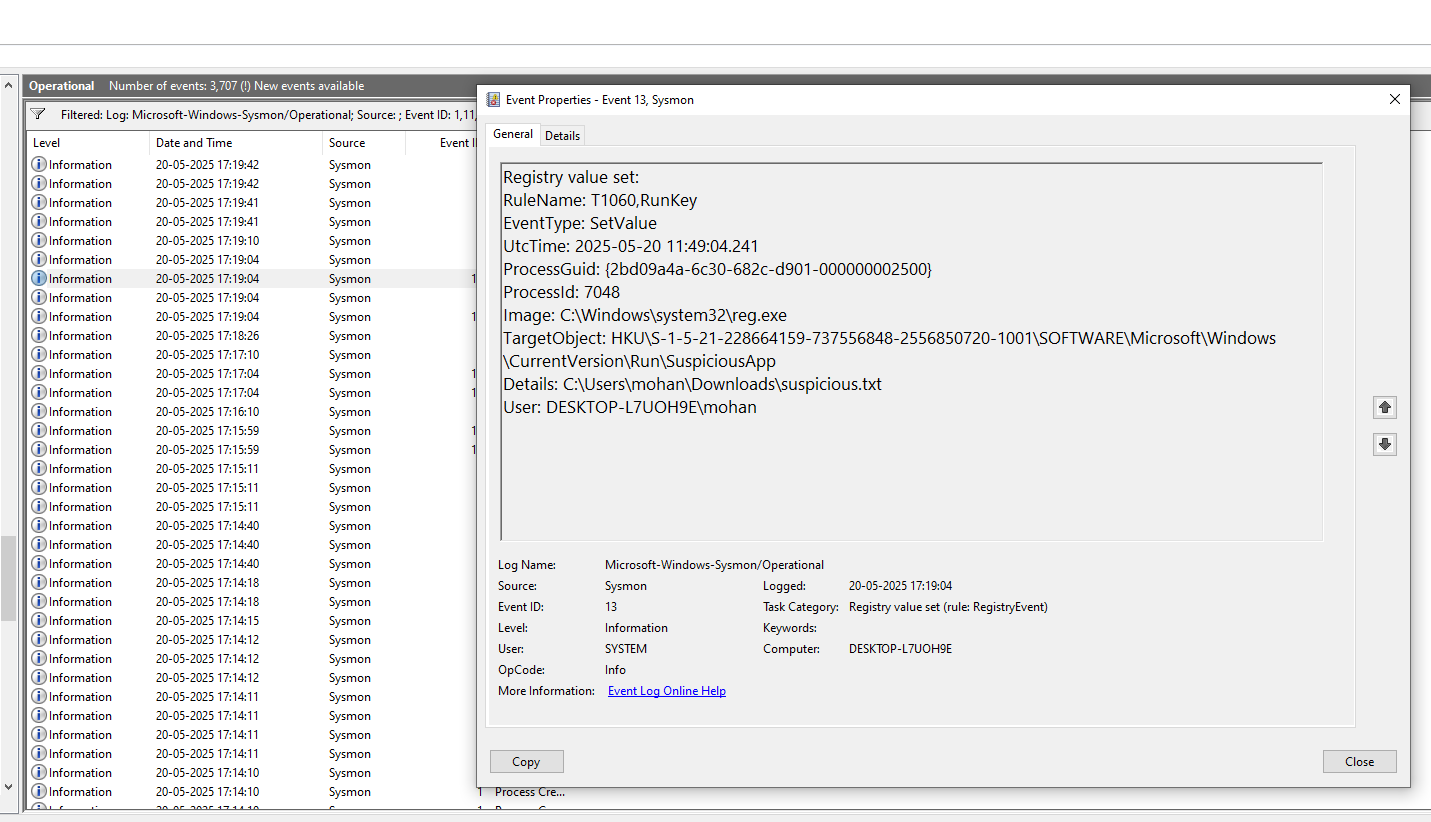 Operational Number of events: 3,707 (!) New events available
Filtered: Log: Microsoft-Windows-Sysmon/Operational; Source: ; Event ID: 1,11,
Level Date and Time Source Event I
Information 20-05-2025 17:19:42 Sysmon
Information 20-05-2025 17:19:42 Sysmon
Information 20-05-2025 17:19:41 Sysmon
Information 20-05-2025 17:19:41 Sysmon
Information 20-05-2025 17:19:10 Sysmon
Information 20-05-2025 17:19:04 Sysmon
Information 20-05-2025 17:19:04 Sysmon 1
Information 20-05-2025 17:19:04 Sysmon
Information 20-05-2025 17:19:04 Sysmon 1
Information 20-05-2025 17:18:26 Sysmon
Information 20-05-2025 17:17:10 Sysmon
Information 20-05-2025 17:17:04 Sysmon 1
Information 20-05-2025 17:17:04 Sysmon 1
Information 20-05-2025 17:16:10 Sysmon
Information 20-05-2025 17:15:59 Sysmon 1
Information 20-05-2025 17:15:59 Sysmon 1
Information 20-05-2025 17:15:11 Sysmon
Information 20-05-2025 17:15:11 Sysmon
Information 20-05-2025 17:15:11 Sysmon
Information 20-05-2025 17:14:40 Sysmon
Information 20-05-2025 17:14:40 Sysmon
Information 20-05-2025 17:14:40 Sysmon
Information 20-05-2025 17:14:18 Sysmon
Information 20-05-2025 17:14:18 Sysmon
Information 20-05-2025 17:14:15 Sysmon
Information 20-05-2025 17:14:12 Sysmon
Information 20-05-2025 17:14:12 Sysmon
Information 20-05-2025 17:14:12 Sysmon
Information 20-05-2025 17:14:11 Sysmon
Information 20-05-2025 17:14:11 Sysmon
Information 20-05-2025 17:14:11 Sysmon
Information 20-05-2025 17:14:11 Sysmon
Information 20-05-2025 17:14:10 Sysmon
Information 20-05-2025 17:14:10 Sysmon 1 Process Cre...
Event Properties - Event 13, Sysmon
General Details
Registry value set:
RuleName: T1060,RunKey
EventType: SetValue
UtcTime: 2025-05-20 11:49:04.241
ProcessGuid: {2bd09a4a-6c30-682c-d901-000000002500}
ProcessId: 7048
Image: C:\Windows\system32\reg.exe
TargetObject: HKU\S-1-5-21-228664159-737556848-2556850720-1001\SOFTWARE\Microsoft\Windows
\CurrentVersion\Run\SuspiciousApp
Details: C:\Users\mohan\Downloads\suspicious.txt
User: DESKTOP-L7UOH9E\mohan
Log Name: Microsoft-Windows-Sysmon/Operational
Source: Sysmon Logged: 20-05-2025 17:19:04
Event ID: 13 Task Category: Registry value set (rule: RegistryEvent)
Level: Information Keywords:
User: SYSTEM Computer: DESKTOP-L7UOH9E
OpCode: Info
More Information: Event Log Online Help
Copy Close